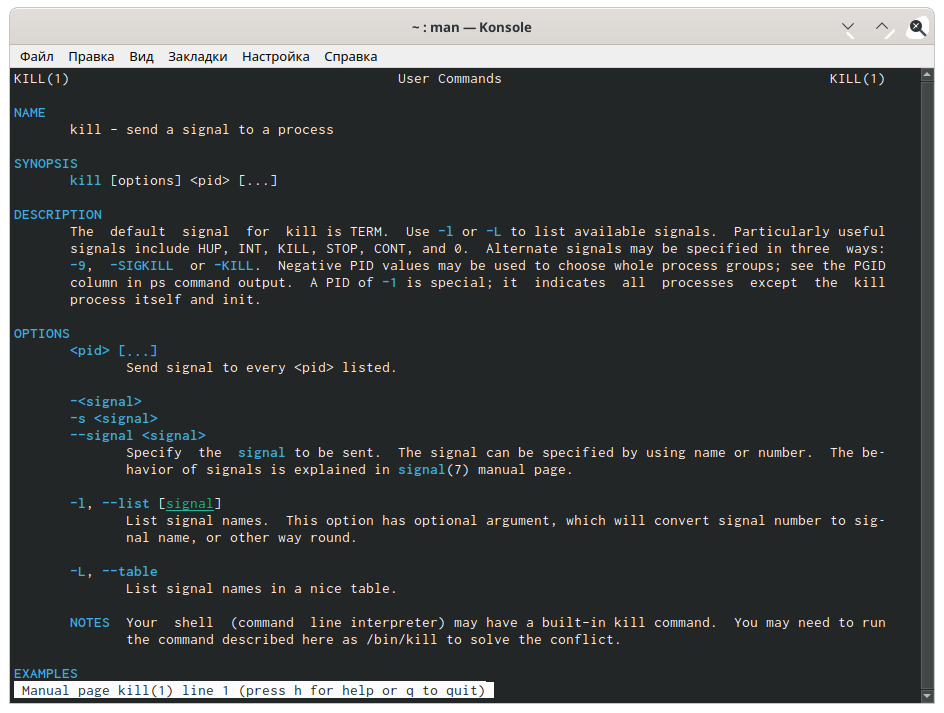 ~ : man — Konsole
Файл Правка Вид Закладки Настройка Справка
KILL(1) User Commands KILL(1)
NAME
kill - send a signal to a process
SYNOPSIS
kill [options] <pid> [...]
DESCRIPTION
The default signal for kill is TERM. Use -l or -L to list available signals. Particularly useful
signals include HUP, INT, KILL, STOP, CONT, and 0. Alternate signals may be specified in three ways:
-9, -SIGKILL or -KILL. Negative PID values may be used to choose whole process groups; see the PGID
column in ps command output. A PID of -1 is special; it indicates all processes except the kill
process itself and init.
OPTIONS
<pid> [...]
Send signal to every <pid> listed.
-<signal>
-s <signal>
--signal <signal>
Specify the signal to be sent. The signal can be specified by using name or number. The be-
havior of signals is explained in signal(7) manual page.
-l, --list [signal]
List signal names. This option has optional argument, which will convert signal number to sig-
nal name, or other way round.
-L, --table
List signal names in a nice table.
NOTES Your shell (command line interpreter) may have a built-in kill command. You may need to run
the command described here as /bin/kill to solve the conflict.
EXAMPLES
Manual page kill(1) line 1 (press h for help or q to quit)